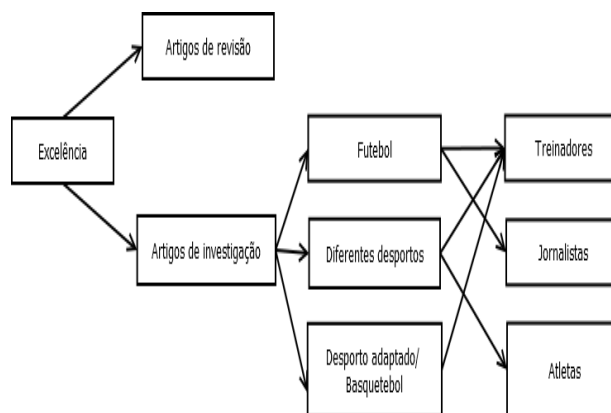 Artigos de revisão
Excelência
Futebol
Treinadores
Artigos de investigação
Diferentes desportos
Jornalistas
Desporto adaptado/
Basquetebol
Atletas